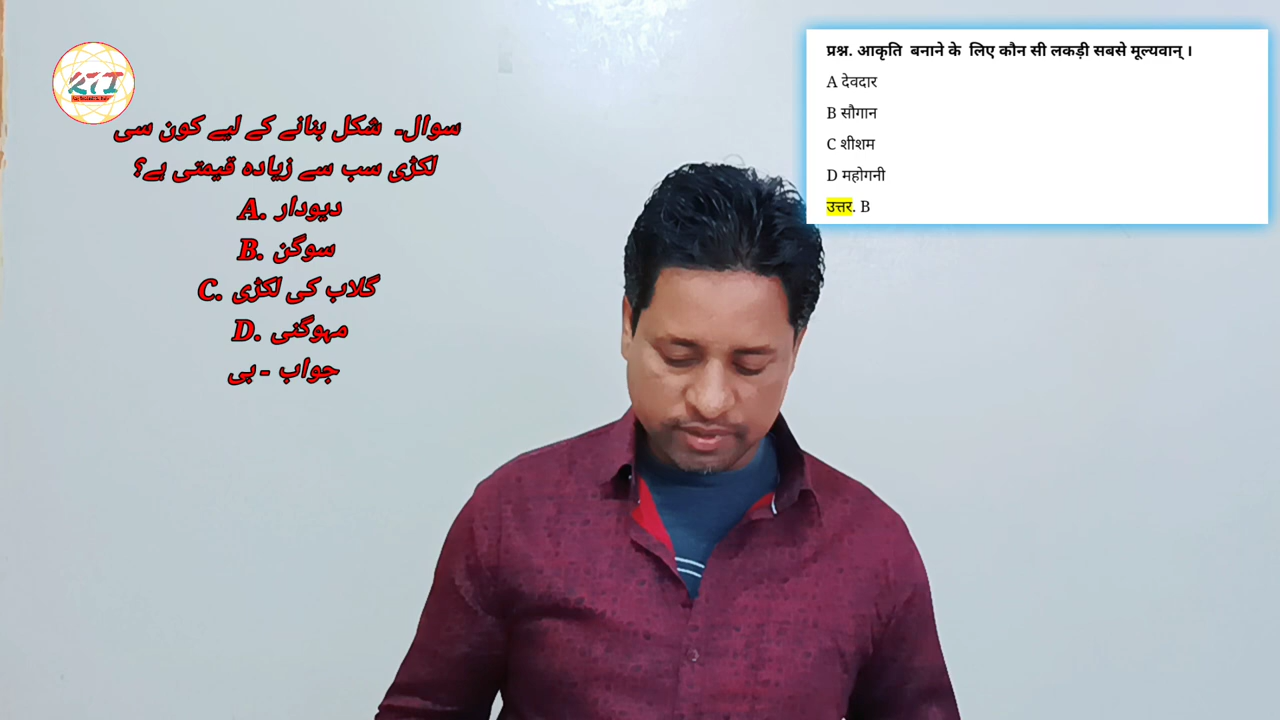 KTI
سوال۔ شکل بنانے کے لیے کون سی
لکڑی سب سے زیادہ قیمتی ہے؟
A. دیودار
B. سوگن
C. گلاب کی لکڑی
D. مہوگنی
جواب - بی
प्रश्न. आकृति बनाने के लिए कौन सी लकड़ी सबसे मूल्यवान् ।
A देवदार
B सौगान
C शीशम
D महोगनी
उत्तर. B